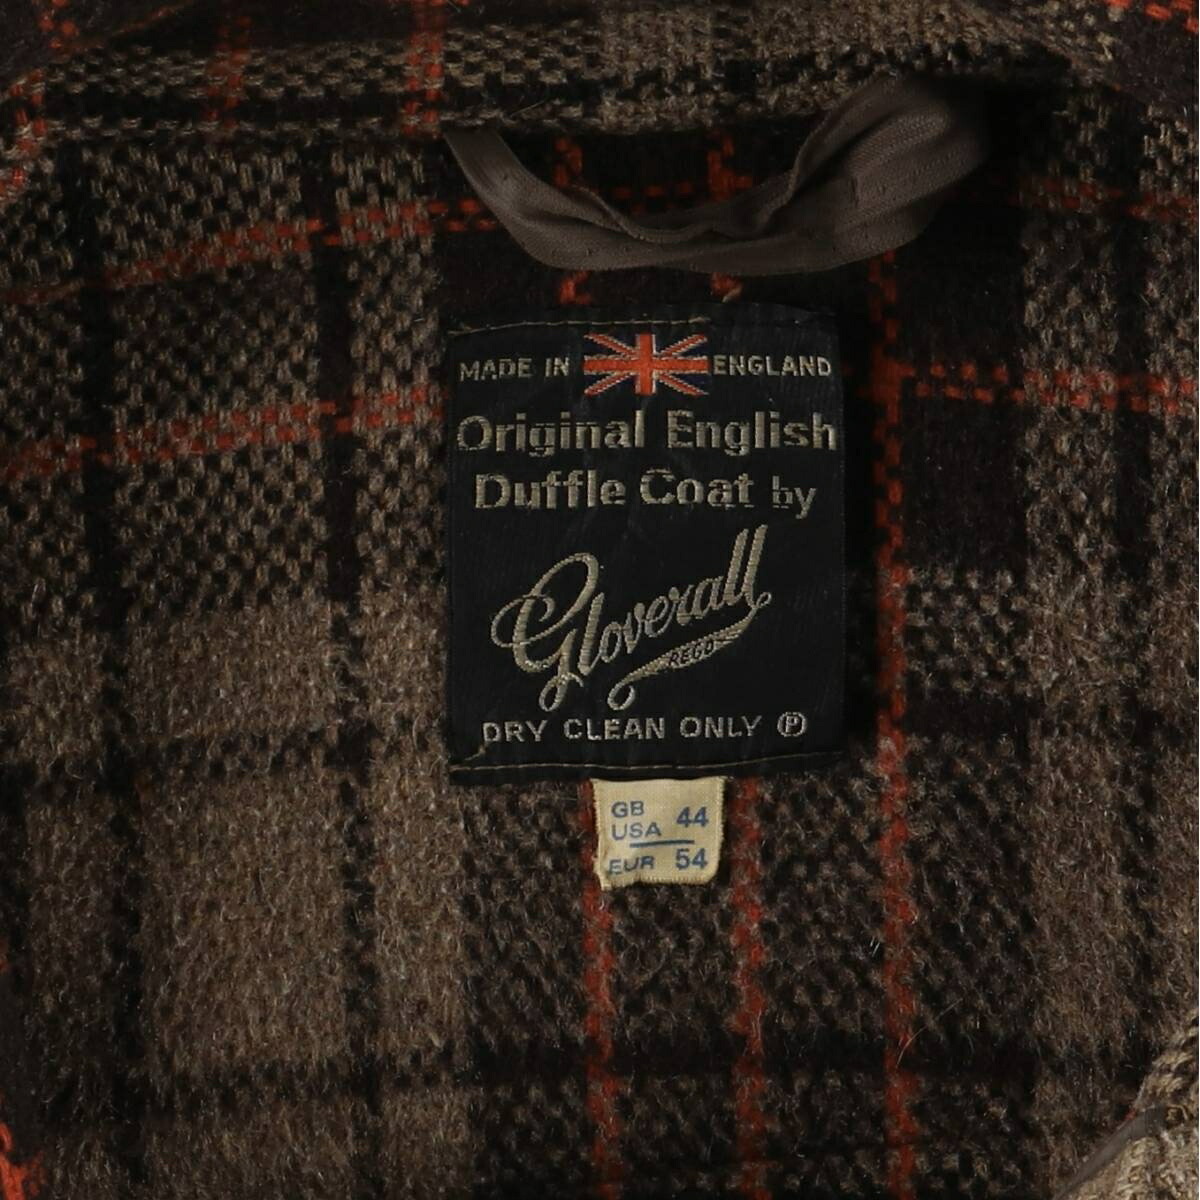 MADE IN ENGLAND
Original English
Duffle Coat by
Gloverall
REGD
DRY CLEAN ONLY Ⓟ
GB
USA 44
EUR 54